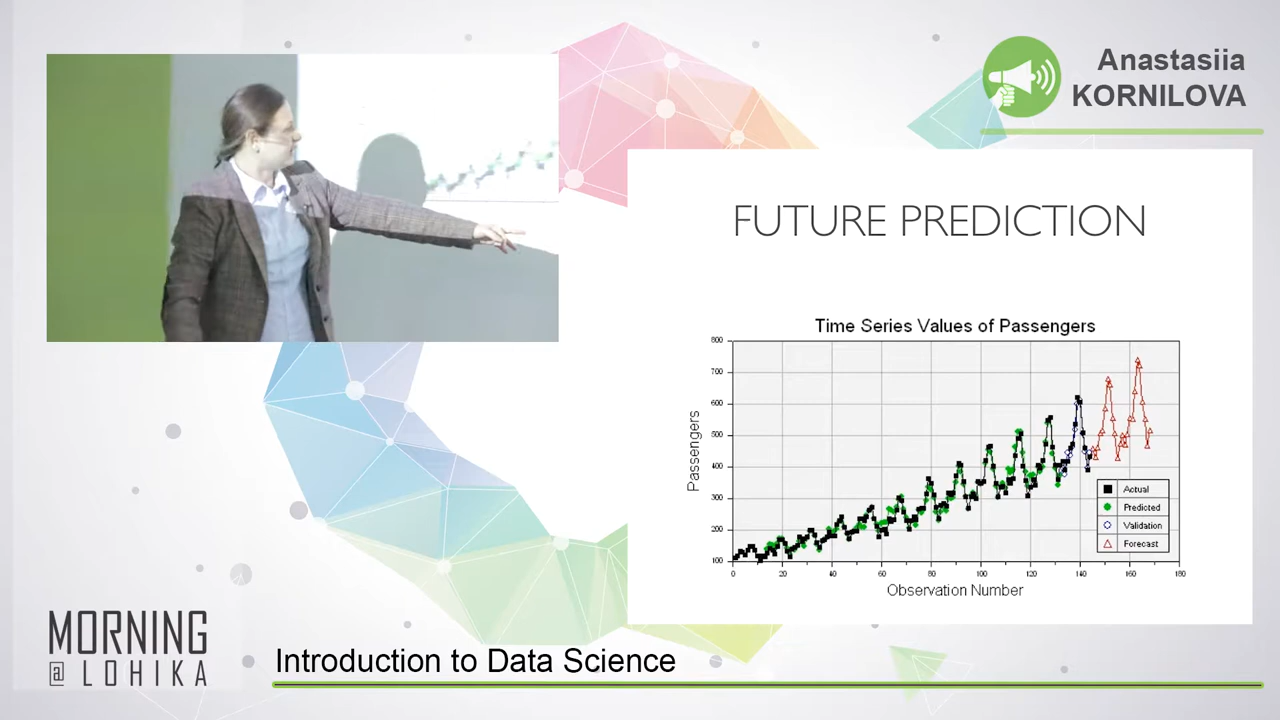 Anastasiia
KORNILOVA
FUTURE PREDICTION
Time Series Values of Passengers
800
700
600
500
400
300
200
100
Passengers
0 20 40 60 80 100 120 140 160 180
Observation Number
Actual
Predicted
Validation
Forecast
MORNING
@LOHIKA
Introduction to Data Science